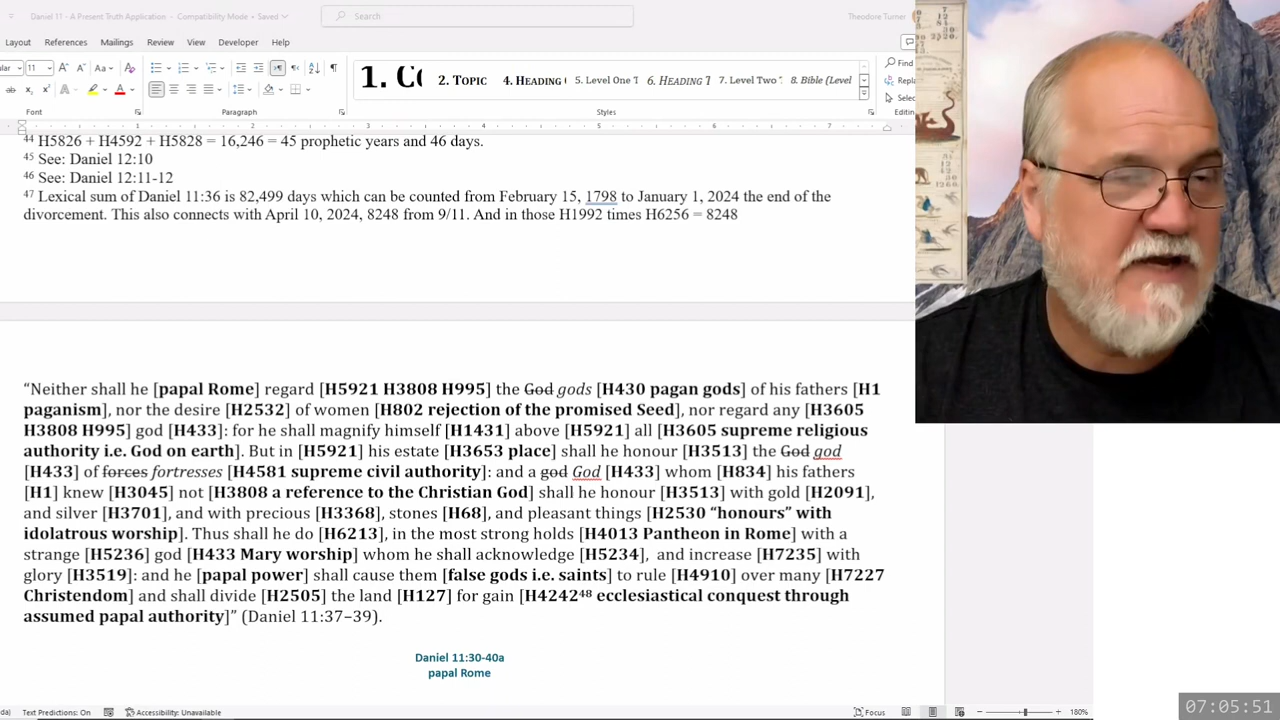 Daniel 11 - A Present Truth Application - Compatibility Mode • Saved
Search
Theodore Turner
Layout References Mailings Review View Developer Help
11 Aa
Find
1. 2. TOPIC 4. HEADING 5. Level One 6. HEADING 7. Level Two 8. Bible (Level
Font Paragraph Styles
1 2 3 4 5 6 7
44 H5826 + H4592 + H5828 = 16,246 = 45 prophetic years and 46 days.
45 See: Daniel 12:10
46 See: Daniel 12:11-12
47 Lexical sum of Daniel 11:36 is 82,499 days which can be counted from February 15, 1798 to January 1, 2024 the end of the
divorcement. This also connects with April 10, 2024, 8248 from 9/11. And in those H1992 times H6256 = 8248
“Neither shall he [papal Rome] regard [H5921 H3808 H995] the God gods [H430 pagan gods] of his fathers [H1
paganism], nor the desire [H2532] of women [H802 rejection of the promised Seed], nor regard any [H3605
H3808 H995] god [H433]: for he shall magnify himself [H1431] above [H5921] all [H3605 supreme religious
authority i.e. God on earth]. But in [H5921] his estate [H3653 place] shall he honour [H3513] the God god
[H433] of forces fortresses [H4581 supreme civil authority]: and a god God [H433] whom [H834] his fathers
[H1] knew [H3045] not [H3808 a reference to the Christian God] shall he honour [H3513] with gold [H2091],
and silver [H3701], and with precious [H3368], stones [H68], and pleasant things [H2530 “honours” with
idolatrous worship]. Thus shall he do [H6213], in the most strong holds [H4013 Pantheon in Rome] with a
strange [H5236] god [H433 Mary worship] whom he shall acknowledge [H5234], and increase [H7235] with
glory [H3519]: and he [papal power] shall cause them [false gods i.e. saints] to rule [H4910] over many [H7227
Christendom] and shall divide [H2505] the land [H127] for gain [H424248 ecclesiastical conquest through
assumed papal authority]” (Daniel 11:37–39).
Daniel 11:30-40a
papal Rome
Text Predictions: On Accessibility: Unavailable Focus 180%
07:05:51